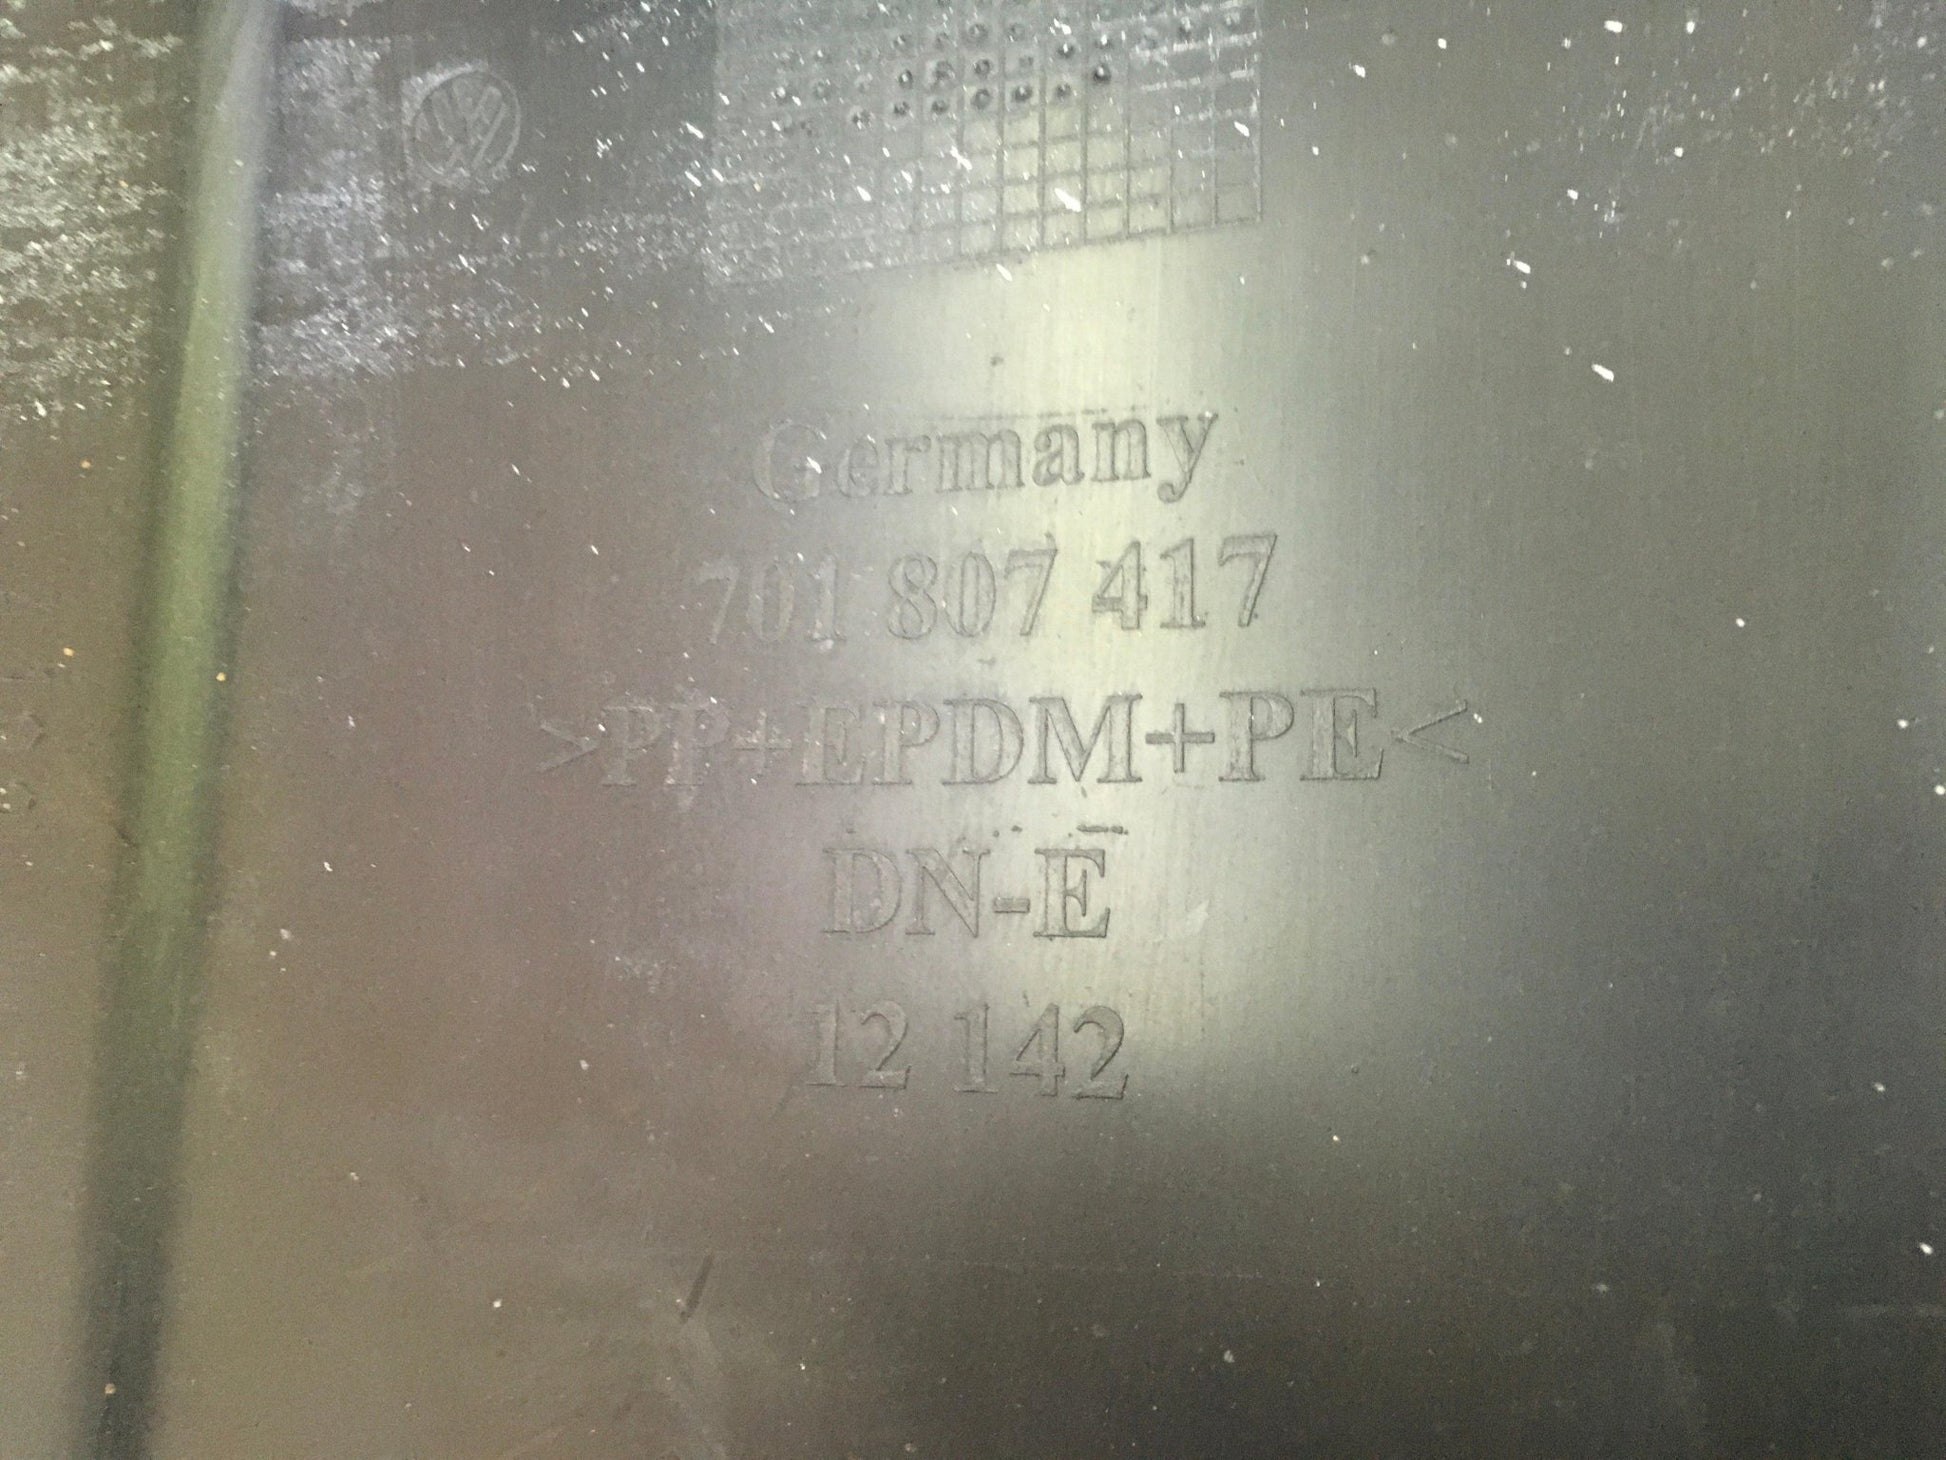 Germany
701 807 417
>PP+EPDM+PE<
DN-E
12 142